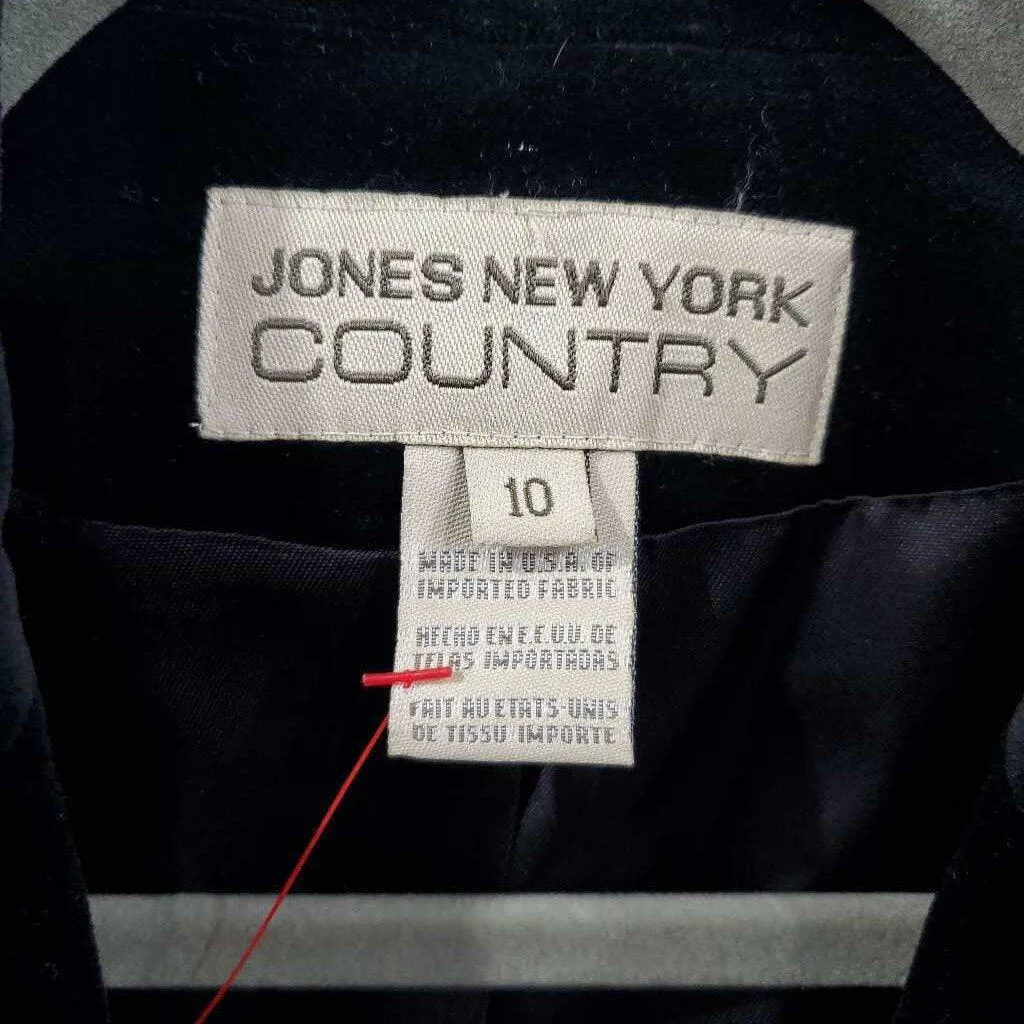 JONES NEW YORK
COUNTRY
10
MADE IN U.S.A. OF
IMPORTED FABRIC
HECHO EN E.E.U.U. DE
TELAS IMPORTADAS
FAIT AU ETATS-UNIS
DE TISSU IMPORTE